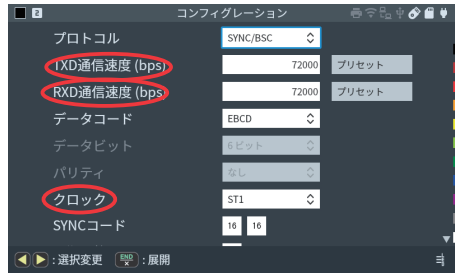 2 コンフィグレーション
プロトコル SYNC/BSC
TXD通信速度 (bps) 72000 プリセット
RXD通信速度 (bps) 72000 プリセット
データコード EBCD
データビット 6ビット
パリティ なし
クロック ST1
SYNCコード 16 16
:選択変更 END × :展開